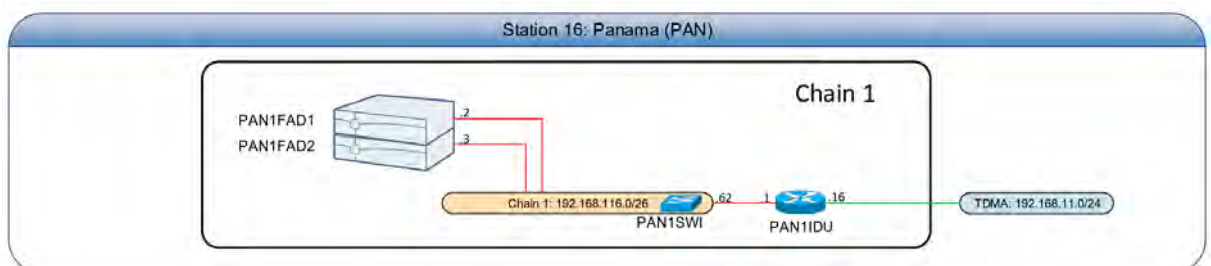 Station 16: Panama (PAN)
Chain 1
PAN1FAD1
PAN1FAD2
.2
.3
Chain 1: 192.168.116.0/26
.62
.1
.16
TDMA: 192.168.11.0/24
PAN1SWI
PAN1IDU